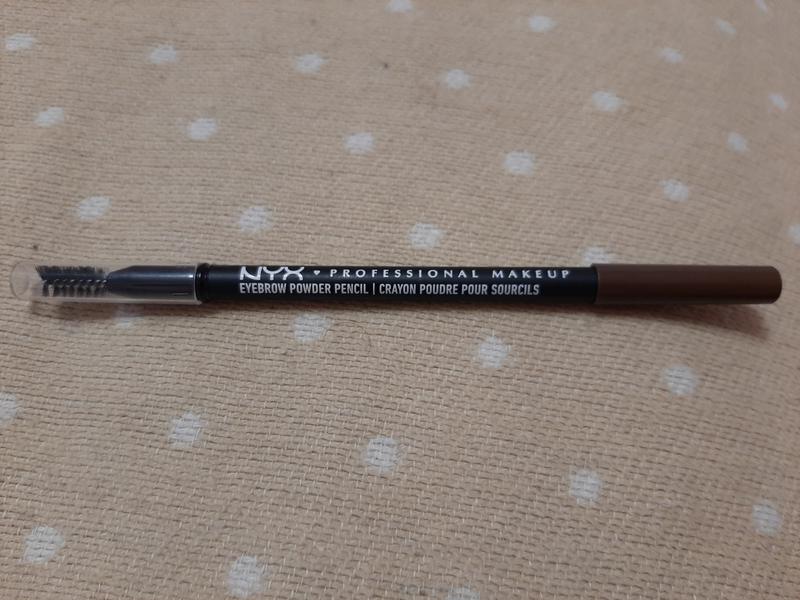 NYX ♥ PROFESSIONAL MAKEUP
EYEBROW POWDER PENCIL | CRAYON POUDRE POUR SOURCILS